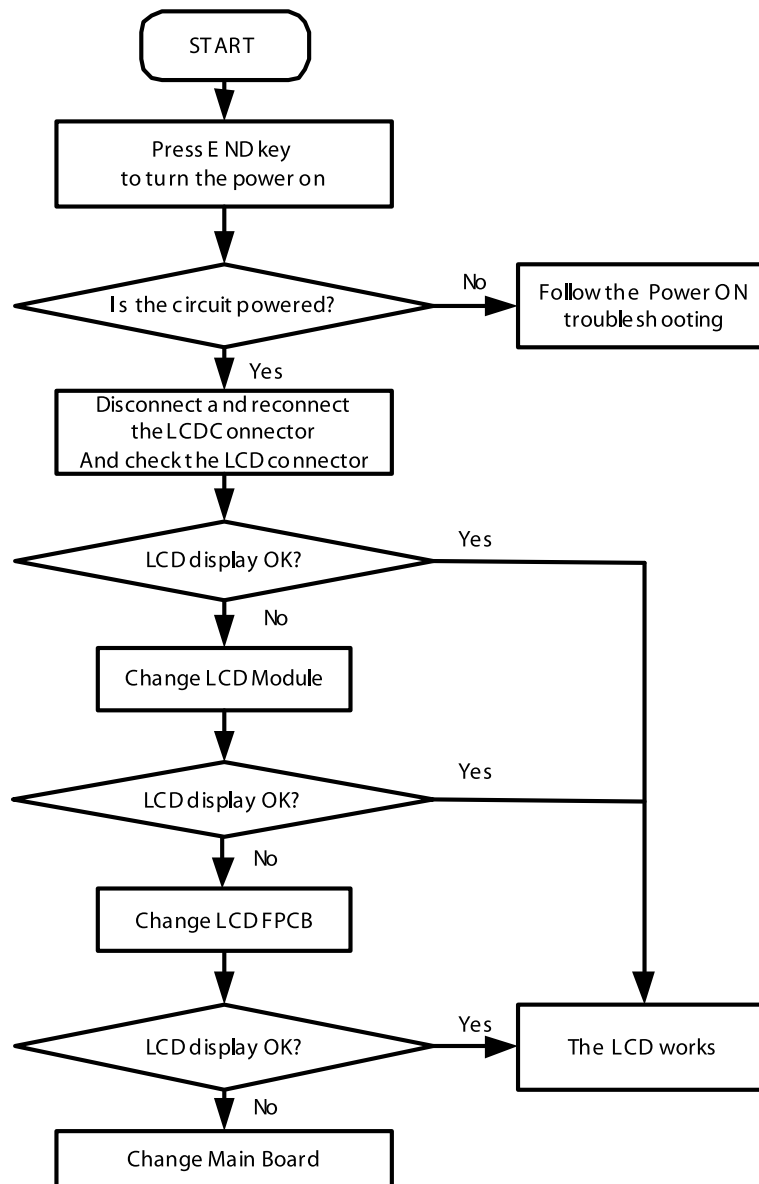 START
Press END key
to turn the power on
Is the circuit powered?
No
Follow the Power ON
troubleshooting
Yes
Disconnect and reconnect
the LCDConnector
And check the LCD connector
LCD display OK?
Yes
No
Change LCD Module
LCD display OK?
Yes
No
Change LCD FPCB
LCD display OK?
Yes
The LCD works
No
Change Main Board